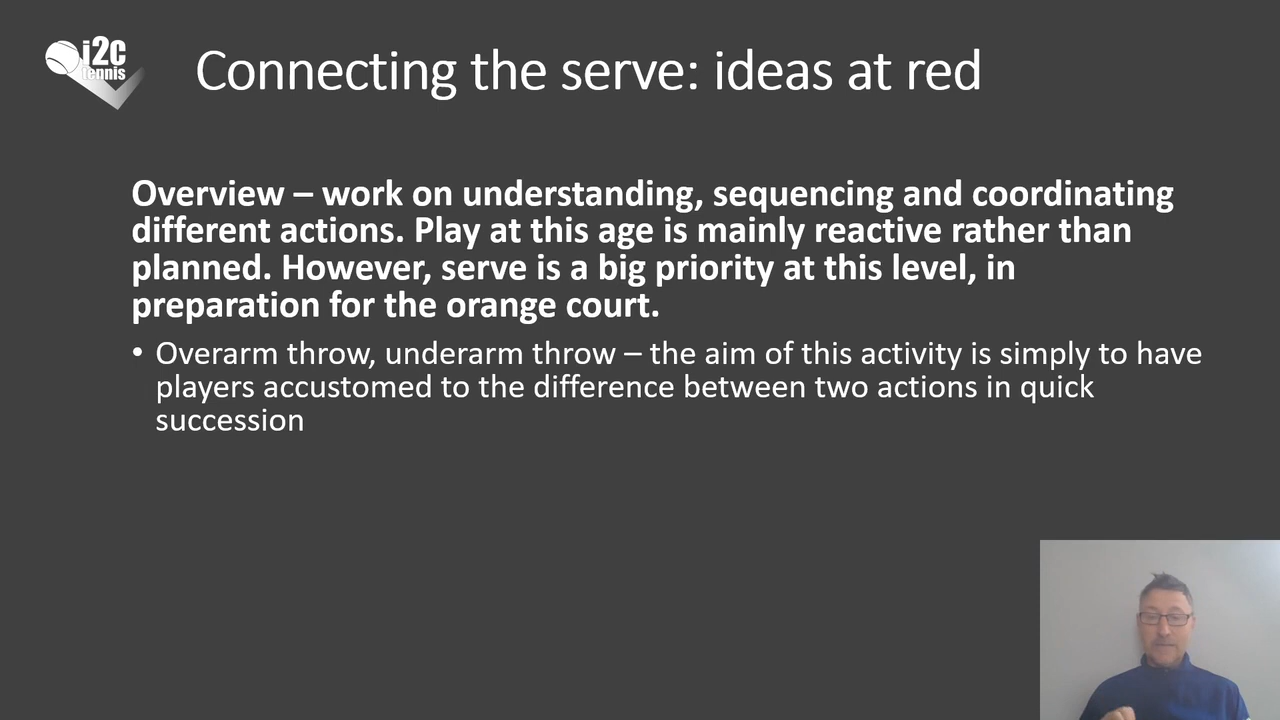 i2c
tennis
Connecting the serve: ideas at red
Overview – work on understanding, sequencing and coordinating
different actions. Play at this age is mainly reactive rather than
planned. However, serve is a big priority at this level, in
preparation for the orange court.
• Overarm throw, underarm throw – the aim of this activity is simply to have
players accustomed to the difference between two actions in quick
succession